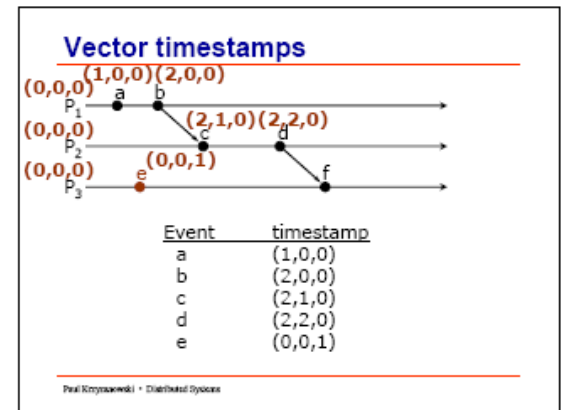 Vector timestamps
(1,0,0)(2,0,0)
(0,0,0)
a b
P1
(2,1,0)(2,2,0)
(0,0,0)
c d
P2
(0,0,1)
(0,0,0)
e f
P3
Event timestamp
a (1,0,0)
b (2,0,0)
c (2,1,0)
d (2,2,0)
e (0,0,1)
Paul Krzyzanowski • Distributed Systems